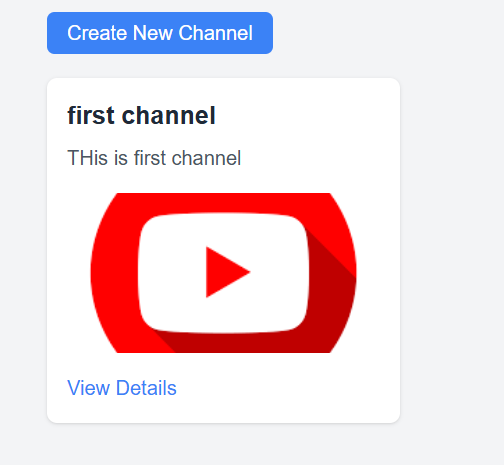 Create New Channel
first channel
THis is first channel
View Details